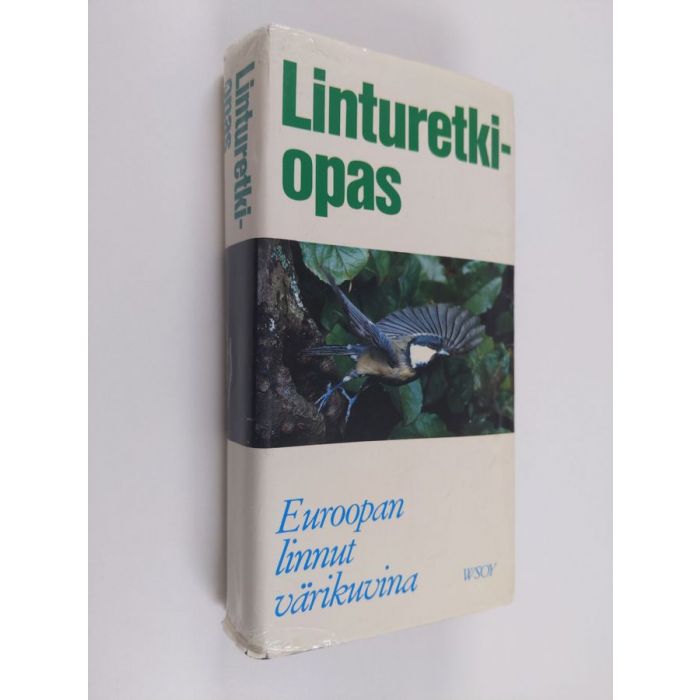 Linturetki-
opas
Linturetki-
opas
Euroopan
linnut
värikuvina
WSOY